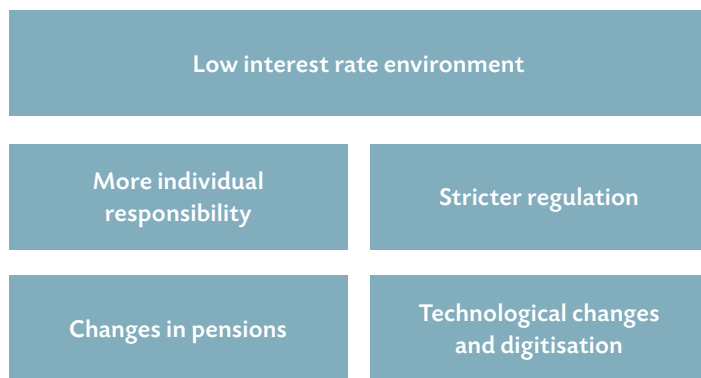 Low interest rate environment
More individual
responsibility
Stricter regulation
Changes in pensions
Technological changes
and digitisation